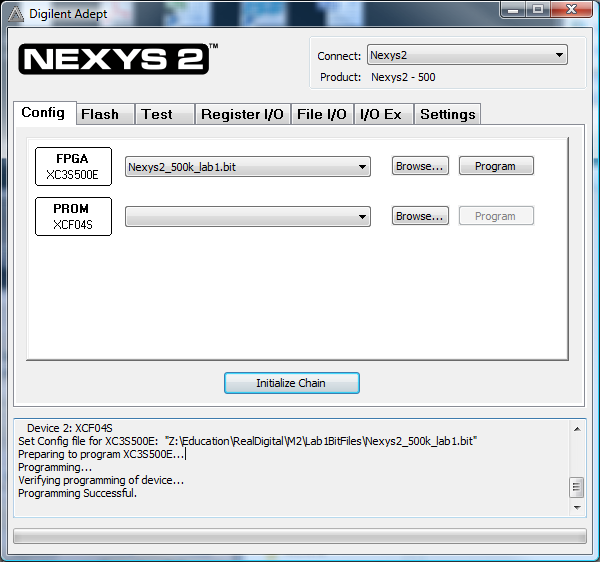 Digilent Adept
NEXYS 2™
Connect: Nexys2
Product: Nexys2 - 500
Config Flash Test Register I/O File I/O I/O Ex Settings
FPGA
XC3S500E
Nexys2_500k_lab1.bit Browse... Program
PROM
XCF04S
Browse... Program
Initialize Chain
Device 2: XCF04S
Set Config file for XC3S500E: "Z:\Education\RealDigital\M2\Lab1BitFiles\Nexys2_500k_lab1.bit"
Preparing to program XC3S500E...
Programming...
Verifying programming of device...
Programming Successful.